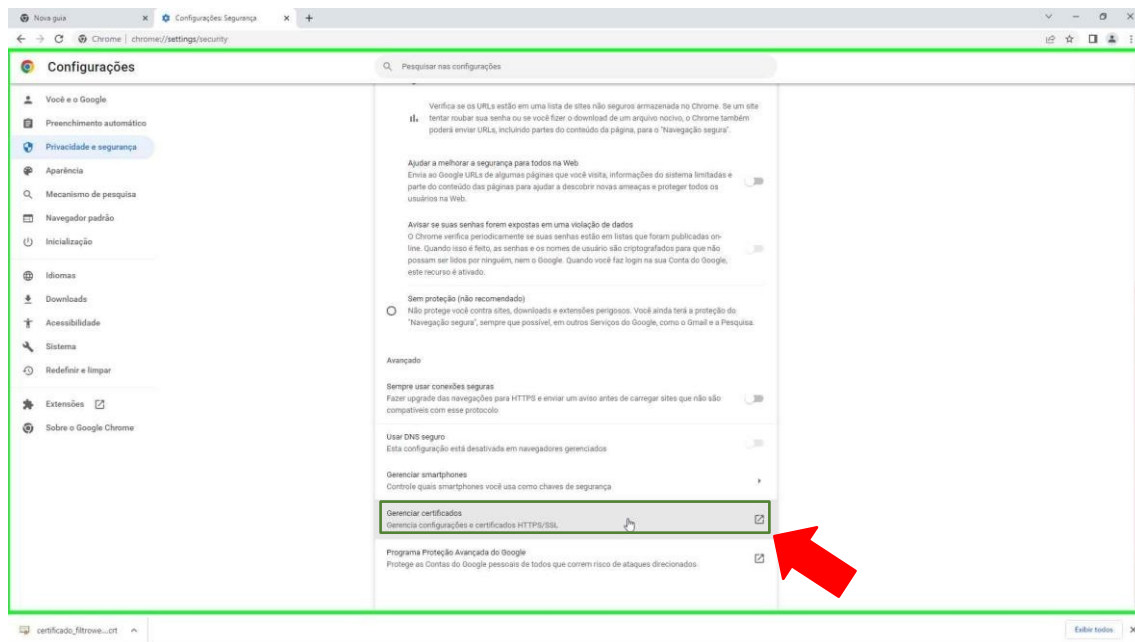 Nova guia
Configurações Segurança
Chrome | chrome://settings/security
Configurações
Pesquisar nas configurações
Você e o Google
Preenchimento automático
Privacidade e segurança
Aparência
Mecanismo de pesquisa
Navegador padrão
Inicialização
Idiomas
Downloads
Acessibilidade
Sistema
Redefinir e limpar
Extensões
Sobre o Google Chrome
Verifica se os URLs estão em uma lista de sites não seguros armazenada no Chrome. Se um site
tentar roubar sua senha ou se você fizer o download de um arquivo nocivo, o Chrome também
poderá enviar URLs, incluindo partes do conteúdo da página, para o "Navegação segura".
Ajudar a melhorar a segurança para todos na Web
Envia ao Google URLs de algumas páginas que você visita, informações do sistema limitadas e
parte do conteúdo das páginas para ajudar a descobrir novas ameaças e proteger todos os
usuários na Web.
Avisar se suas senhas forem expostas em uma violação de dados
O Chrome verifica periodicamente se suas senhas estão em listas que foram publicadas on-
line. Quando isso é feito, as senhas e os nomes de usuário são criptografados para que não
possam ser lidos por ninguém, nem o Google. Quando você faz login na sua Conta do Google,
este recurso é ativado.
Sem proteção (não recomendado)
Não protege você contra sites, downloads e extensões perigosos. Você ainda terá a proteção do
"Navegação segura", sempre que possível, em outros Serviços do Google, como o Gmail e a Pesquisa.
Avançado
Sempre usar conexões seguras
Fazer upgrade das navegações para HTTPS e enviar um aviso antes de carregar sites que não são
compatíveis com esse protocolo
Usar DNS seguro
Esta configuração está desativada em navegadores gerenciados
Gerenciar smartphones
Controle quais smartphones você usa como chaves de segurança
Gerenciar certificados
Gerencia configurações e certificados HTTPS/SSL
Programa Proteção Avançada do Google
Protege as Contas do Google pessoais de todos que correm risco de ataques direcionados.
certificado_filtrowe....crt
Exibir todos